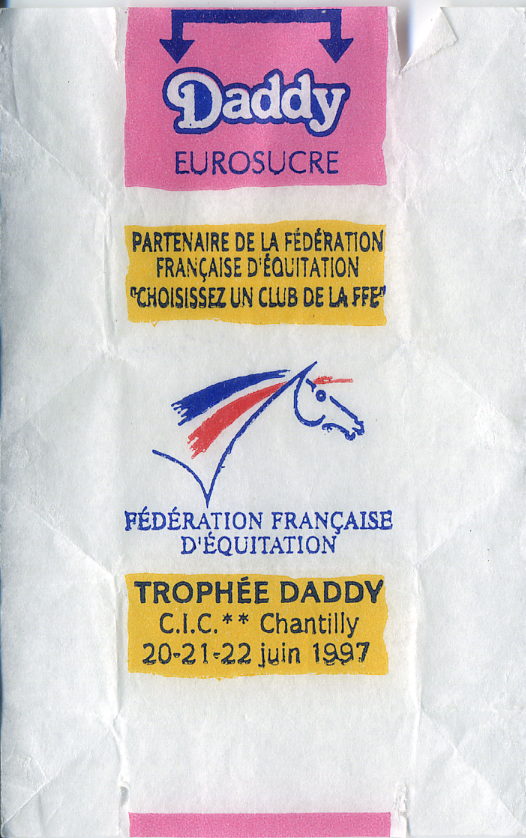 Daddy
EUROSUCRE
PARTENAIRE DE LA FÉDÉRATION
FRANÇAISE D'ÉQUITATION
"CHOISISSEZ UN CLUB DE LA FFE"
FÉDÉRATION FRANÇAISE
D'ÉQUITATION
TROPHÉE DADDY
C.I.C.** Chantilly
20-21-22 juin 1997